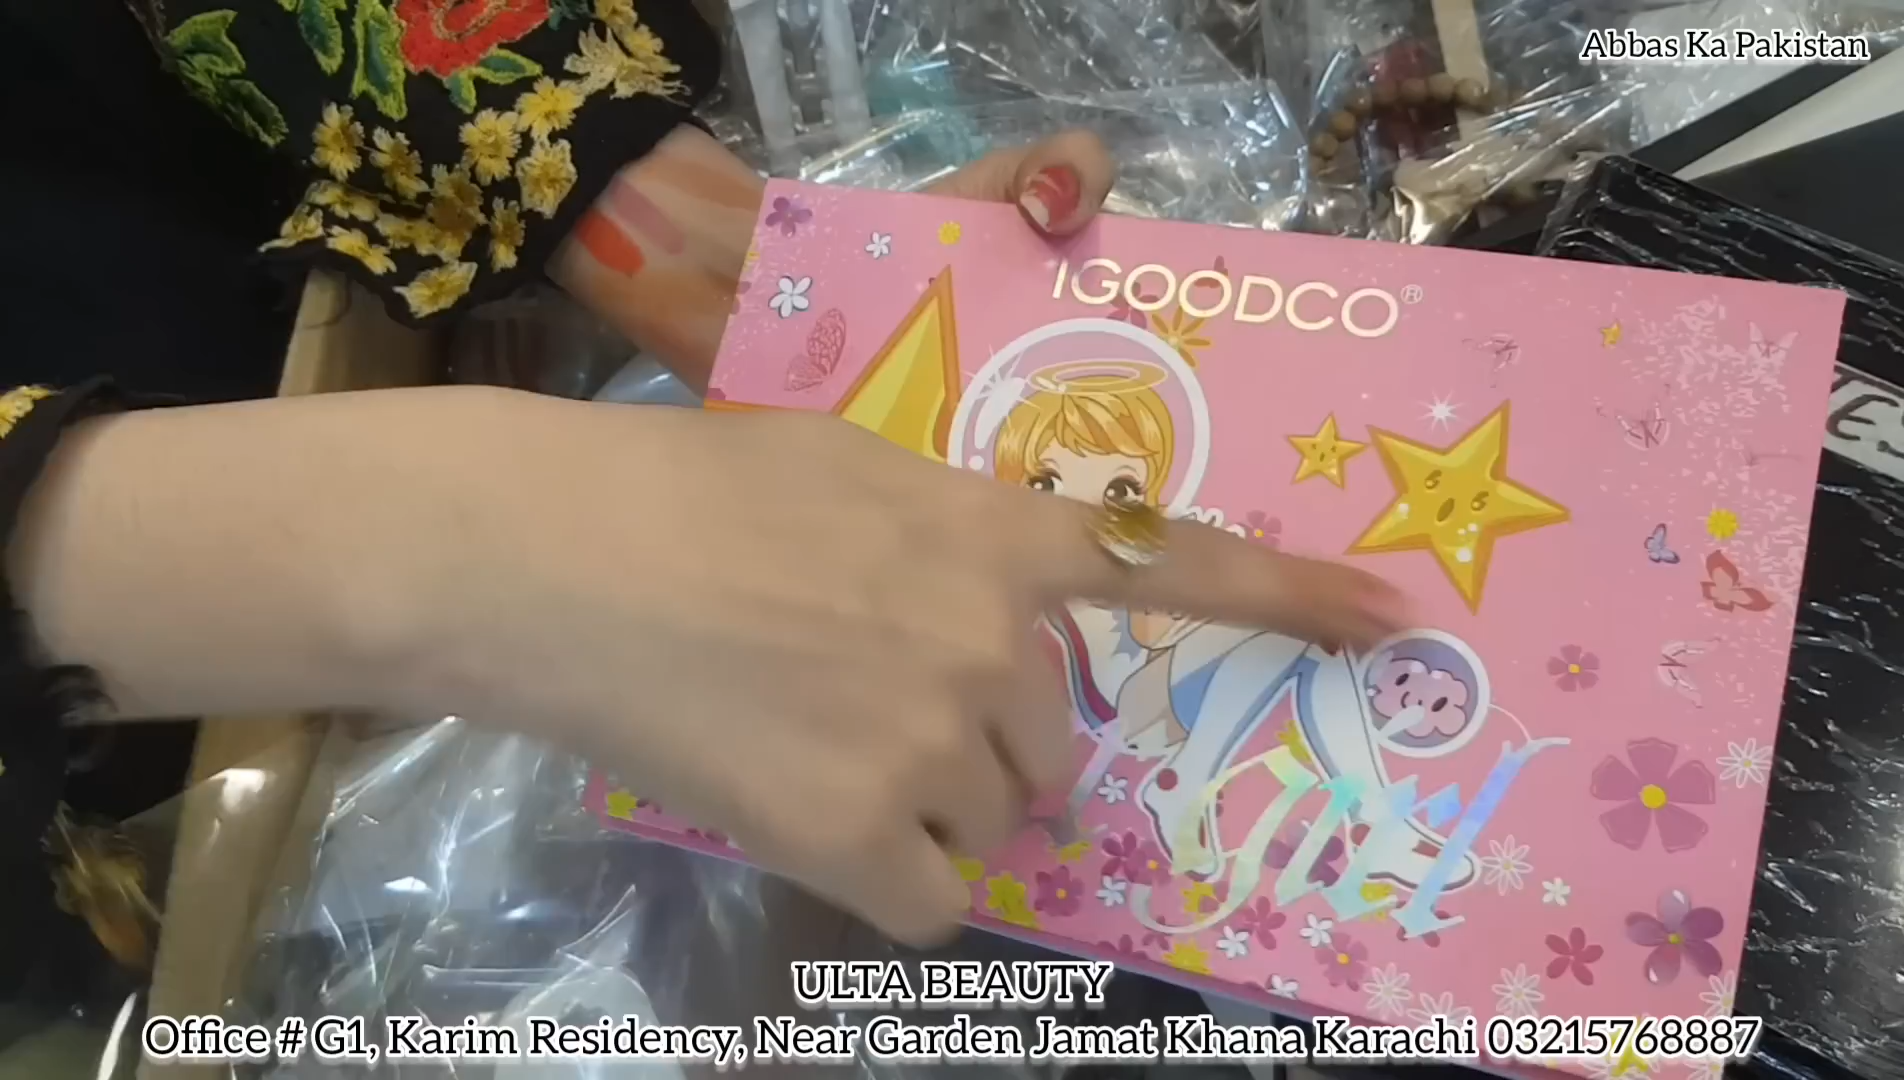 Abbas Ka Pakistan
IGOODCO®
girl
ULTA BEAUTY
Office # G1, Karim Residency, Near Garden Jamat Khana Karachi 03215768887